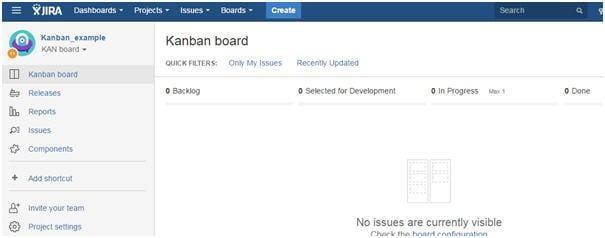 JIRA Dashboards Projects Issues Boards Create Search
Kanban_example
KAN board
Kanban board
Releases
Reports
Issues
Components
+ Add shortcut
Invite your team
Project settings
Kanban board
QUICK FILTERS: Only My Issues Recently Updated
0 Backlog 0 Selected for Development 0 In Progress Max 1 0 Done
No issues are currently visible
Check the board configuration